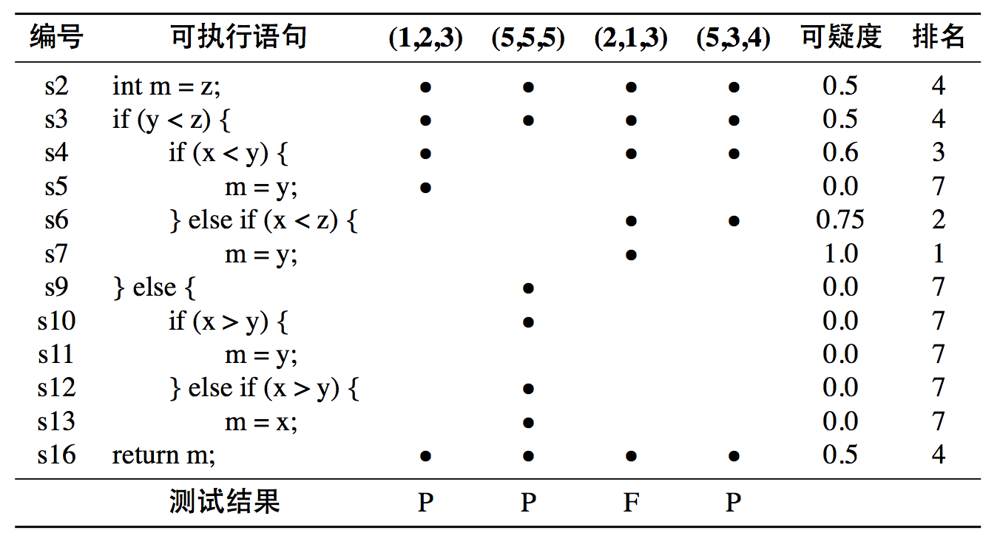 编号 可执行语句 (1,2,3) (5,5,5) (2,1,3) (5,3,4) 可疑度 排名
s2 int m = z; ● ● ● ● 0.5 4
s3 if (y < z) { ● ● ● ● 0.5 4
s4 if (x < y) { ● ● ● 0.6 3
s5 m = y; ● 0.0 7
s6 } else if (x < z) { ● ● 0.75 2
s7 m = y; ● 1.0 1
s9 } else { ● 0.0 7
s10 if (x > y) { ● 0.0 7
s11 m = y; 0.0 7
s12 } else if (x > y) { ● 0.0 7
s13 m = x; ● 0.0 7
s16 return m; ● ● ● ● 0.5 4
测试结果 P P F P